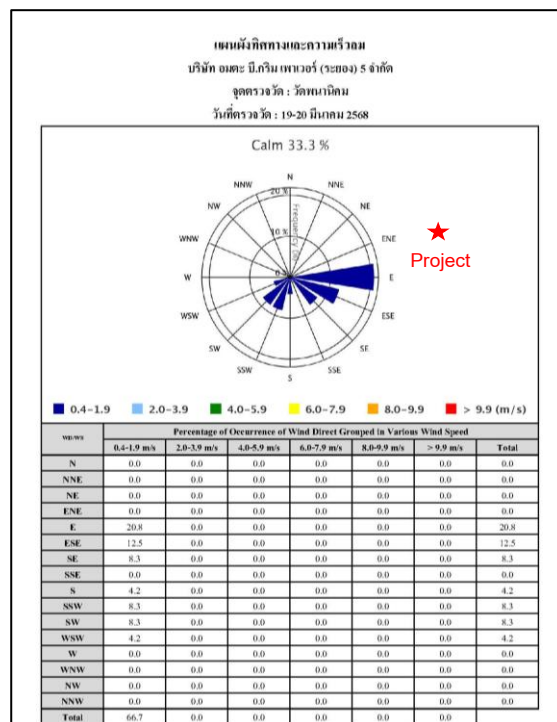 แผนผังทิศทางและความเร็วลม
บริษัท อมตะ บี.กริม เพาเวอร์ (ระยอง) 5 จำกัด
จุดตรวจวัด : วัดพนานิคม
วันที่ตรวจวัด : 19-20 มีนาคม 2568
Calm 33.3 %
N
NNW
NNE
NW
NE
WNW
ENE
W
E
WSW
ESE
SW
SE
SSW
SSE
S
20 %
10 %
0 %
Project
0.4-1.9 2.0-3.9 4.0-5.9 6.0-7.9 8.0-9.9 > 9.9 (m/s)
WD/WS Percentage of Occurrence of Wind Direct Grouped in Various Wind Speed
0.4-1.9 m/s 2.0-3.9 m/s 4.0-5.9 m/s 6.0-7.9 m/s 8.0-9.9 m/s > 9.9 m/s Total
N 0.0 0.0 0.0 0.0 0.0 0.0 0.0
NNE 0.0 0.0 0.0 0.0 0.0 0.0 0.0
NE 0.0 0.0 0.0 0.0 0.0 0.0 0.0
ENE 0.0 0.0 0.0 0.0 0.0 0.0 0.0
E 20.8 0.0 0.0 0.0 0.0 0.0 20.8
ESE 12.5 0.0 0.0 0.0 0.0 0.0 12.5
SE 8.3 0.0 0.0 0.0 0.0 0.0 8.3
SSE 0.0 0.0 0.0 0.0 0.0 0.0 0.0
S 4.2 0.0 0.0 0.0 0.0 0.0 4.2
SSW 8.3 0.0 0.0 0.0 0.0 0.0 8.3
SW 8.3 0.0 0.0 0.0 0.0 0.0 8.3
WSW 4.2 0.0 0.0 0.0 0.0 0.0 4.2
W 0.0 0.0 0.0 0.0 0.0 0.0 0.0
WNW 0.0 0.0 0.0 0.0 0.0 0.0 0.0
NW 0.0 0.0 0.0 0.0 0.0 0.0 0.0
NNW 0.0 0.0 0.0 0.0 0.0 0.0 0.0
Total 66.7 0.0 0.0 0.0 0.0 0.0